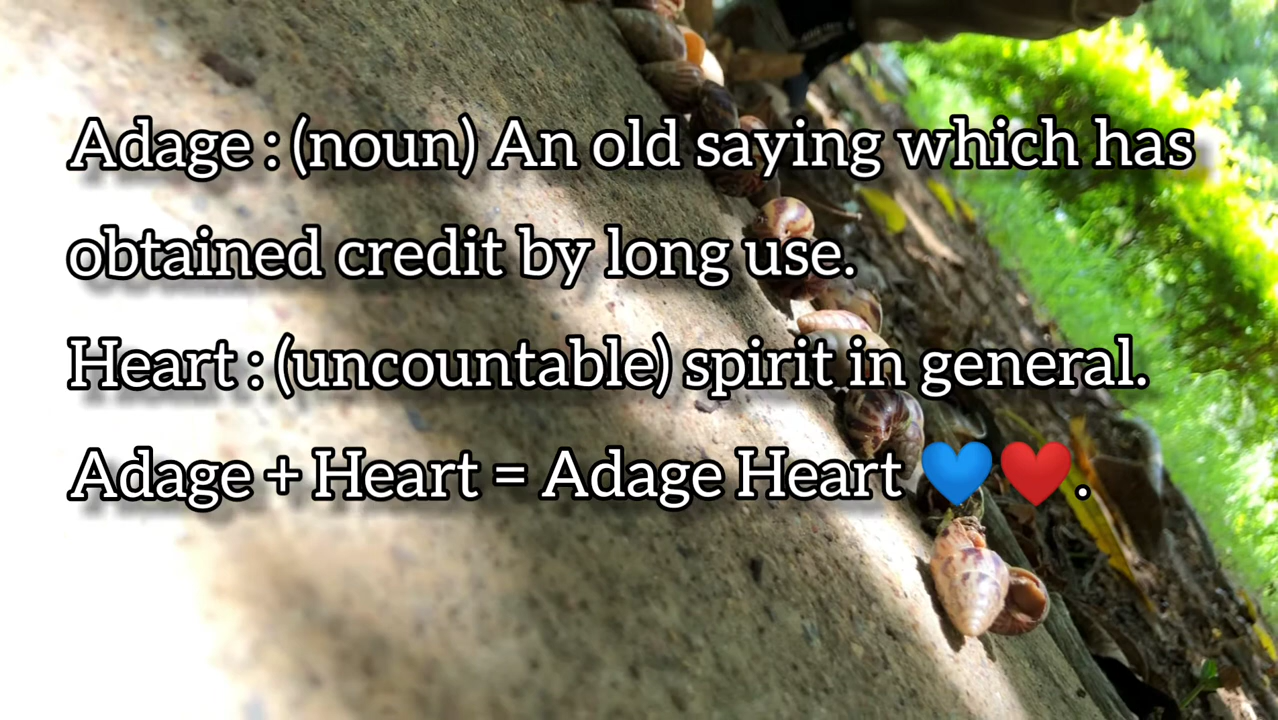 Adage : (noun) An old saying which has
obtained credit by long use.
Heart : (uncountable) spirit in general.
Adage + Heart = Adage Heart 💙❤️.